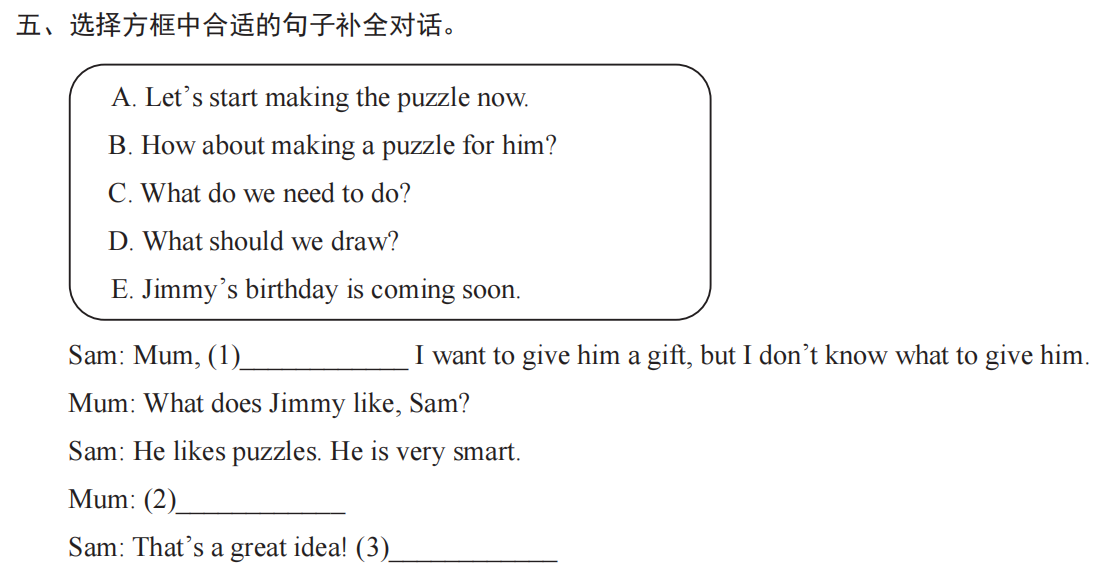 五、选择方框中合适的句子补全对话。
A. Let’s start making the puzzle now.
B. How about making a puzzle for him?
C. What do we need to do?
D. What should we draw?
E. Jimmy’s birthday is coming soon.
Sam: Mum, (1)____________ I want to give him a gift, but I don’t know what to give him.
Mum: What does Jimmy like, Sam?
Sam: He likes puzzles. He is very smart.
Mum: (2)____________
Sam: That’s a great idea! (3)____________